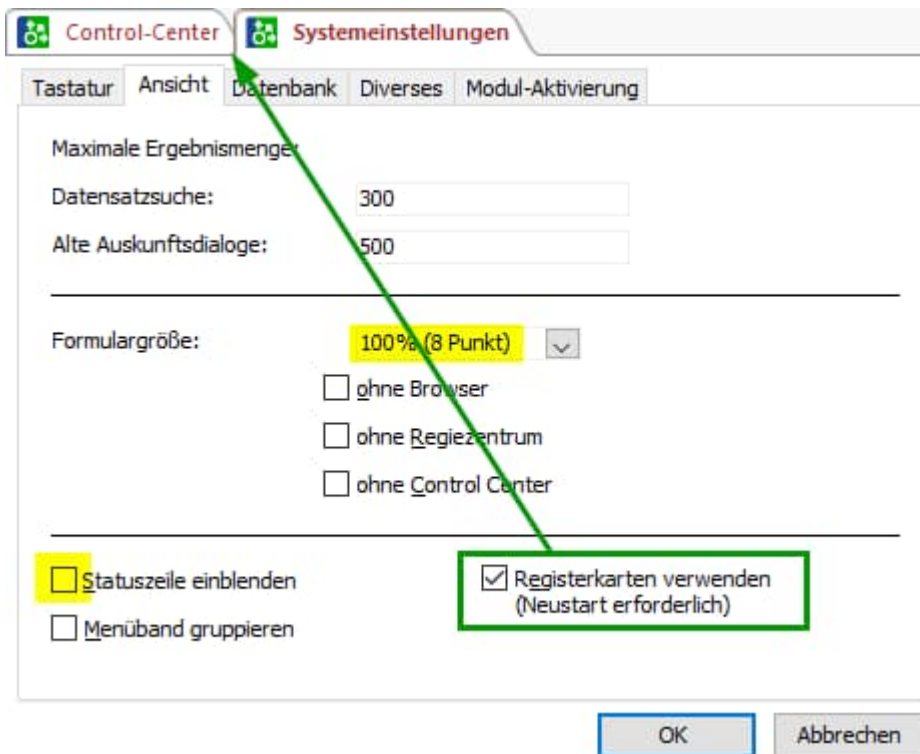 Control-Center Systemeinstellungen
Tastatur Ansicht Datenbank Diverses Modul-Aktivierung
Maximale Ergebnismenge:
Datensatzsuche: 300
Alte Auskunftsdialoge: 500
Formulargröße: 100% (8 Punkt)
ohne Browser
ohne Regiezentrum
ohne Control Center
Statuszeile einblenden
Registerkarten verwenden
(Neustart erforderlich)
Menüband gruppieren
OK Abbrechen